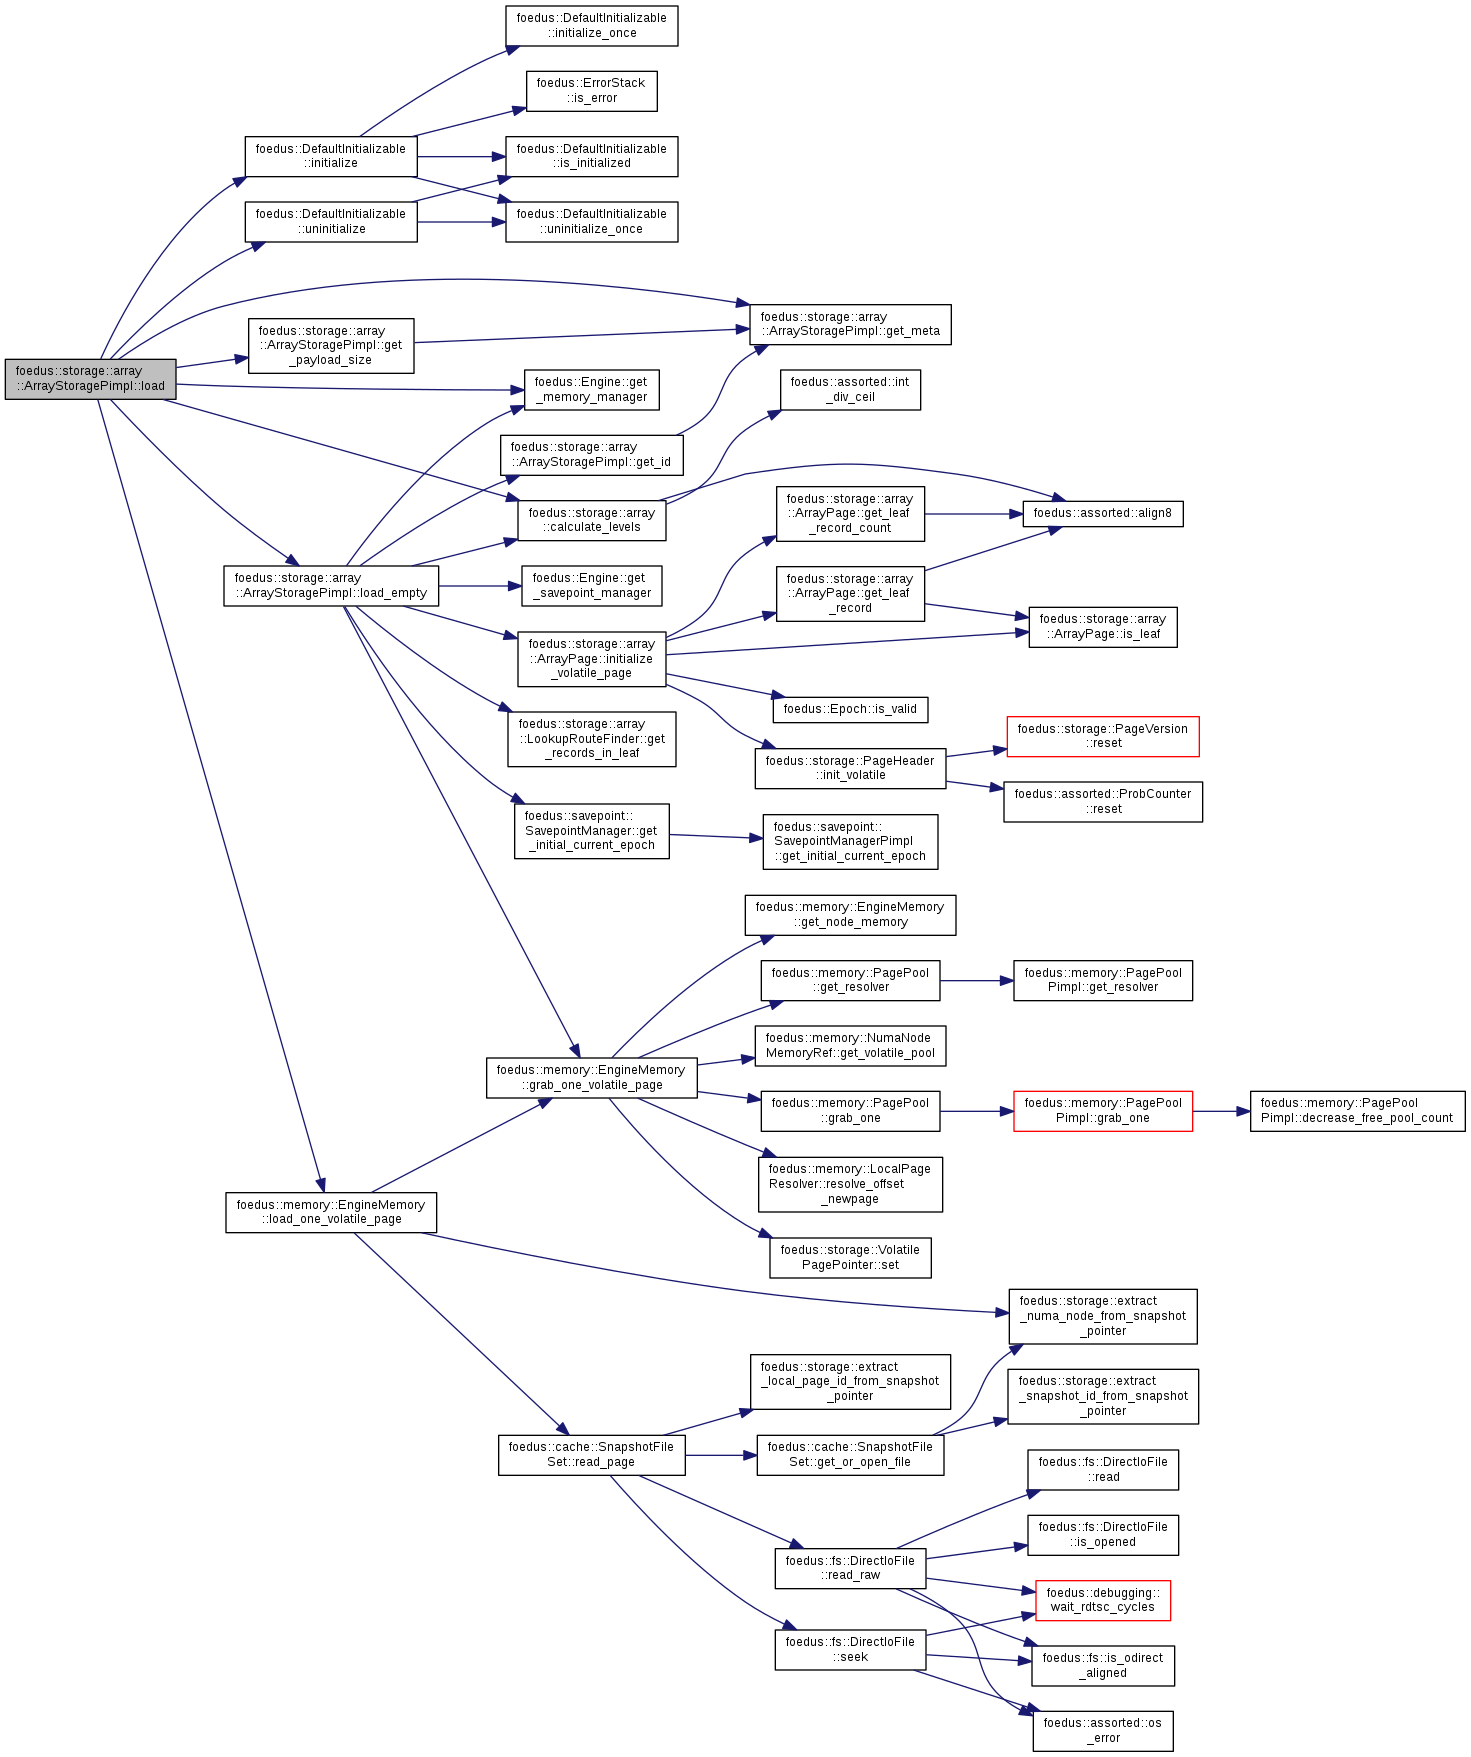 foedus::DefaultInitializable
::initialize_once
foedus::ErrorStack
::is_error
foedus::DefaultInitializable
::initialize
foedus::DefaultInitializable
::is_initialized
foedus::DefaultInitializable
::uninitialize
foedus::DefaultInitializable
::uninitialize_once
foedus::storage::array
::ArrayStoragePimpl::get_meta
foedus::storage::array
::ArrayStoragePimpl::get
_payload_size
foedus::storage::array
::ArrayStoragePimpl::load
foedus::Engine::get
_memory_manager
foedus::assorted::int
_div_ceil
foedus::storage::array
::ArrayStoragePimpl::get_id
foedus::storage::array
::calculate_levels
foedus::storage::array
::ArrayPage::get_leaf
_record_count
foedus::assorted::align8
foedus::storage::array
::ArrayStoragePimpl::load_empty
foedus::Engine::get
_savepoint_manager
foedus::storage::array
::ArrayPage::get_leaf
_record
foedus::storage::array
::ArrayPage::is_leaf
foedus::storage::array
::ArrayPage::initialize
_volatile_page
foedus::Epoch::is_valid
foedus::storage::array
::LookupRouteFinder::get
_records_in_leaf
foedus::storage::PageHeader
::init_volatile
foedus::storage::PageVersion
::reset
foedus::assorted::ProbCounter
::reset
foedus::savepoint::
SavepointManager::get
_initial_current_epoch
foedus::savepoint::
SavepointManagerPimpl
::get_initial_current_epoch
foedus::memory::EngineMemory
::get_node_memory
foedus::memory::PagePool
::get_resolver
foedus::memory::PagePool
Pimpl::get_resolver
foedus::memory::NumaNode
MemoryRef::get_volatile_pool
foedus::memory::EngineMemory
::grab_one_volatile_page
foedus::memory::PagePool
::grab_one
foedus::memory::PagePool
Pimpl::grab_one
foedus::memory::PagePool
Pimpl::decrease_free_pool_count
foedus::memory::LocalPage
Resolver::resolve_offset
_newpage
foedus::memory::EngineMemory
::load_one_volatile_page
foedus::storage::Volatile
PagePointer::set
foedus::storage::extract
_numa_node_from_snapshot
_pointer
foedus::storage::extract
_local_page_id_from_snapshot
_pointer
foedus::storage::extract
_snapshot_id_from_snapshot
_pointer
foedus::cache::SnapshotFile
Set::read_page
foedus::cache::SnapshotFile
Set::get_or_open_file
foedus::fs::DirectIoFile
::read
foedus::fs::DirectIoFile
::is_opened
foedus::fs::DirectIoFile
::read_raw
foedus::debugging::
wait_rdtsc_cycles
foedus::fs::DirectIoFile
::seek
foedus::fs::is_odirect
_aligned
foedus::assorted::os
_error